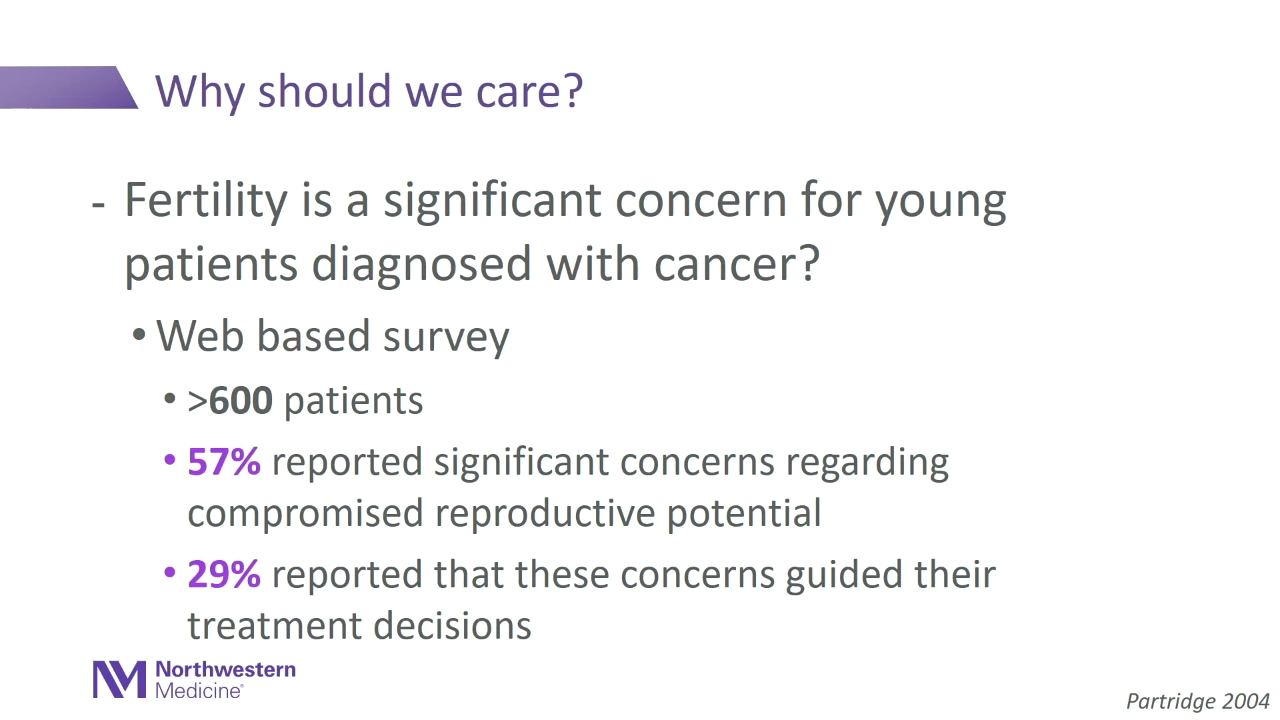 Why should we care?
- Fertility is a significant concern for young
patients diagnosed with cancer?
• Web based survey
• >600 patients
• 57% reported significant concerns regarding
compromised reproductive potential
• 29% reported that these concerns guided their
treatment decisions
NM Northwestern
Medicine®
Partridge 2004